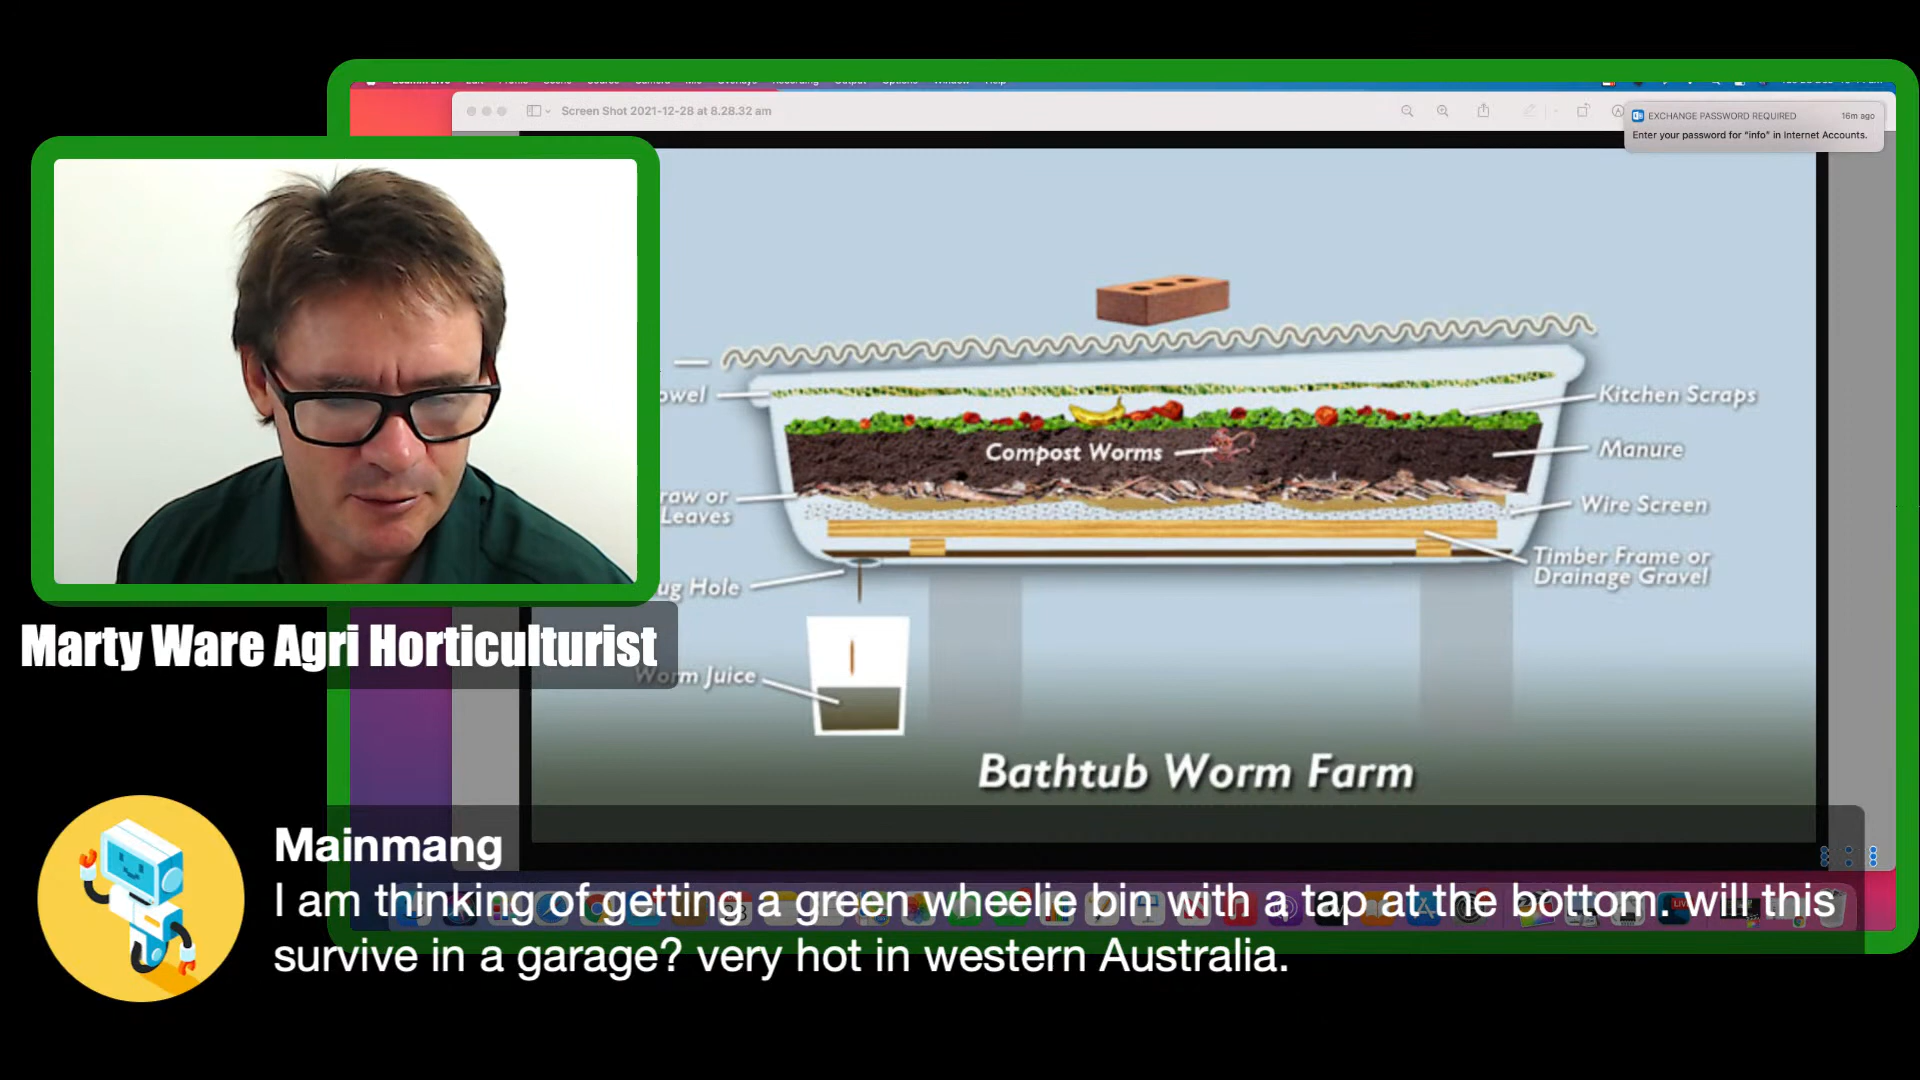 Screen Shot 2021-12-28 at 8.28.32 am
EXCHANGE PASSWORD REQUIRED
16m ago
Enter your password for “info” in Internet Accounts.
Kitchen Scraps
Compost Worms
Manure
Leaves
Wire Screen
Timber Frame or
Drainage Gravel
Hole
Marty Ware Agri Horticulturist
Worm Juice
Bathtub Worm Farm
Mainmang
I am thinking of getting a green wheelie bin with a tap at the bottom. will this
survive in a garage? very hot in western Australia.